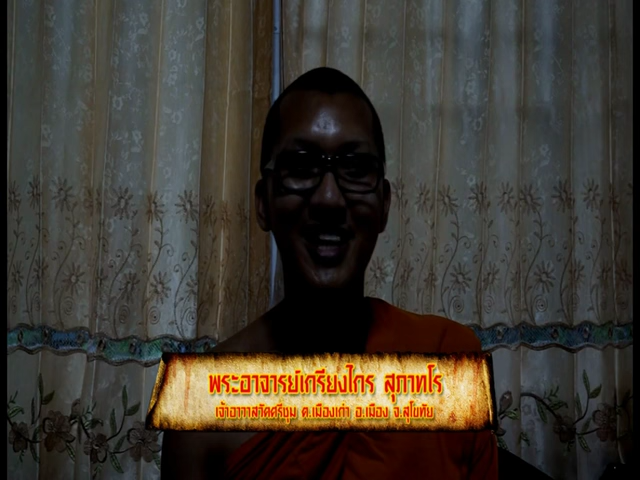 พระอาจารย์เกรียงไกร สุภาทโร
เจ้าอาวาสวัดศรีชุม ต.เมืองเก่า อ.เมือง จ.สุโขทัย